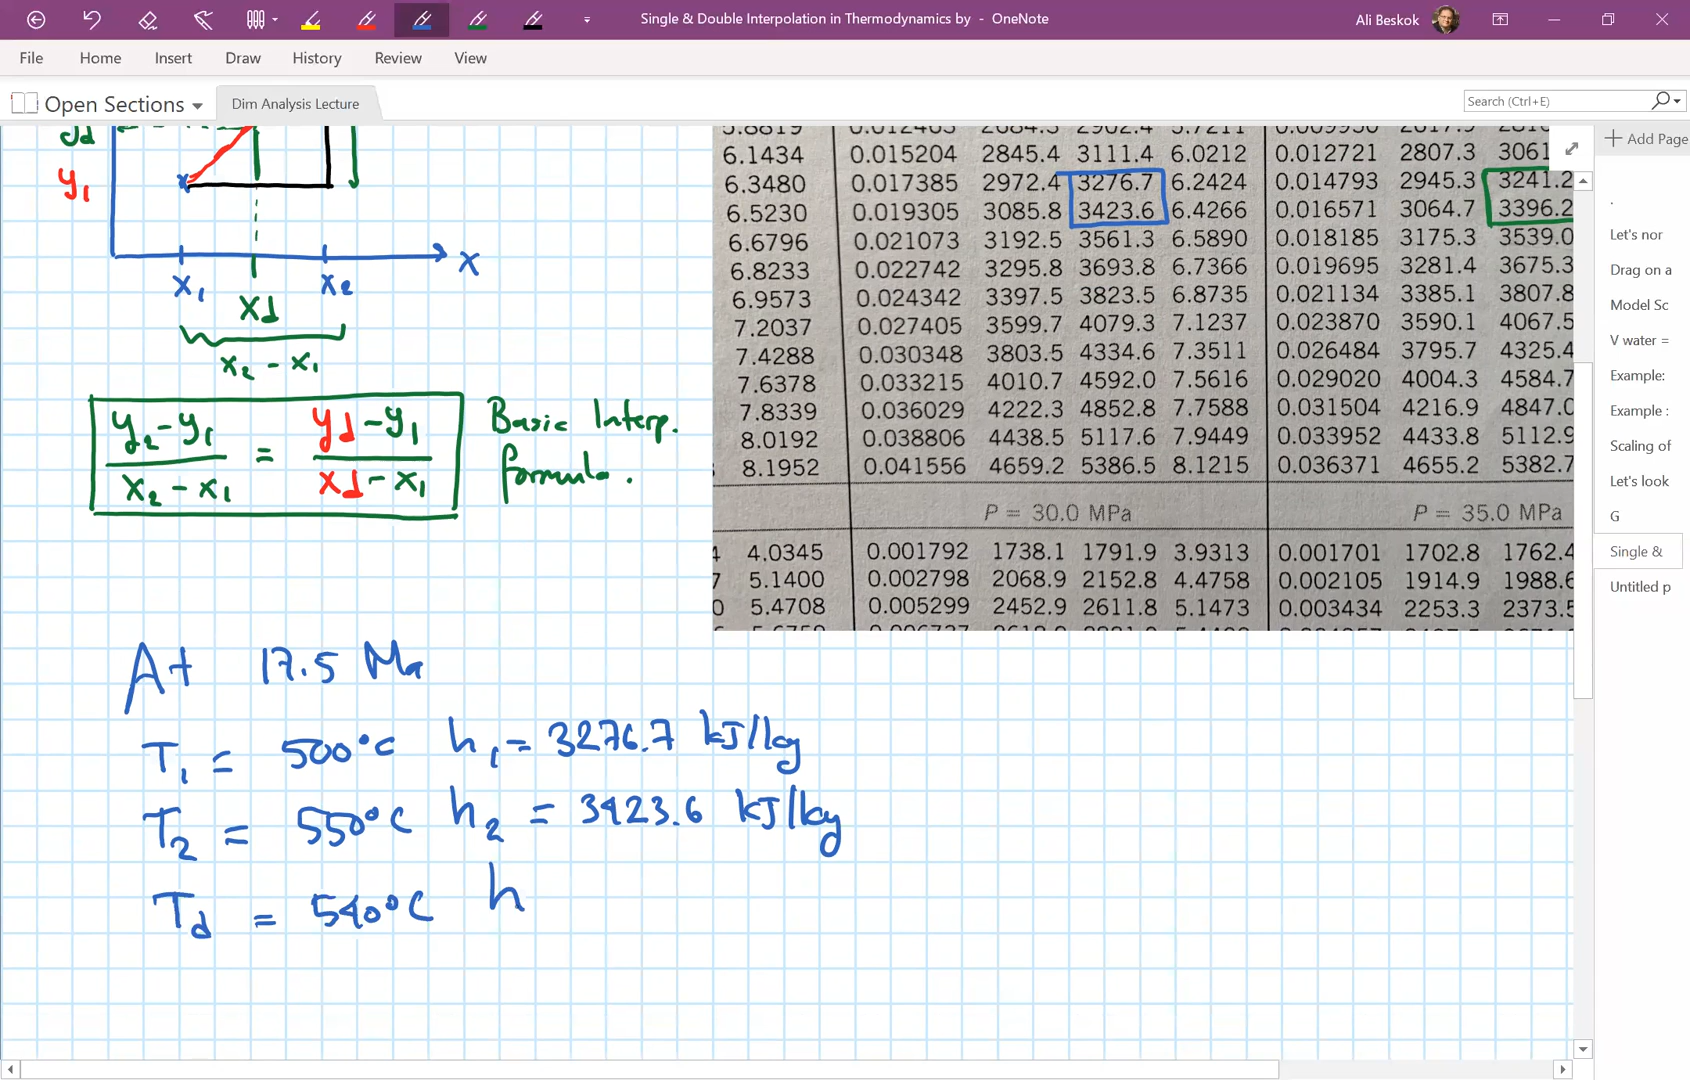 Single & Double Interpolation in Thermodynamics by - OneNote
Ali Beskok
File Home Insert Draw History Review View
Open Sections
Dim Analysis Lecture
Search (Ctrl+E)
Add Page
.
Let's nor
Drag on a
Model Sc
V water =
Example:
Example :
Scaling of
Let's look
G
Single &
Untitled p
yd
y₁
x
x₁ x₂
xd
x₂ - x₁
y₂-y₁ = yd-y₁
x₂-x₁ xd-x₁
Basic Interp.
formula.
6.1434 0.015204 2845.4 3111.4 6.0212 0.012721 2807.3 3061
6.3480 0.017385 2972.4 3276.7 6.2424 0.014793 2945.3 3241.2
6.5230 0.019305 3085.8 3423.6 6.4266 0.016571 3064.7 3396.2
6.6796 0.021073 3192.5 3561.3 6.5890 0.018185 3175.3 3539.0
6.8233 0.022742 3295.8 3693.8 6.7366 0.019695 3281.4 3675.3
6.9573 0.024342 3397.5 3823.5 6.8735 0.021134 3385.1 3807.8
7.2037 0.027405 3599.7 4079.3 7.1237 0.023870 3590.1 4067.5
7.4288 0.030348 3803.5 4334.6 7.3511 0.026484 3795.7 4325.4
7.6378 0.033215 4010.7 4592.0 7.5616 0.029020 4004.3 4584.7
7.8339 0.036029 4222.3 4852.8 7.7588 0.031504 4216.9 4847.0
8.0192 0.038806 4438.5 5117.6 7.9449 0.033952 4433.8 5112.9
8.1952 0.041556 4659.2 5386.5 8.1215 0.036371 4655.2 5382.7
P = 30.0 MPa P = 35.0 MPa
4.0345 0.001792 1738.1 1791.9 3.9313 0.001701 1702.8 1762.4
5.1400 0.002798 2068.9 2152.8 4.4758 0.002105 1914.9 1988.6
5.4708 0.005299 2452.9 2611.8 5.1473 0.003434 2253.3 2373.5
At 17.5 MPa
T₁ = 500°C h₁ = 3276.7 kJ/kg
T₂ = 550°C h₂ = 3423.6 kJ/kg
Td = 540°C h